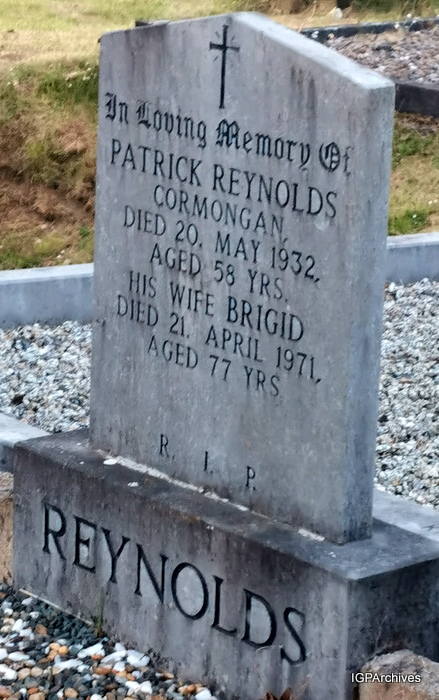 In Loving Memory Of
PATRICK REYNOLDS
CORMONGAN,
DIED 20. MAY 1932,
AGED 58 YRS.
HIS WIFE BRIGID
DIED 21. APRIL 1971,
AGED 77 YRS
R. I. P.
REYNOLDS
IGPArchives